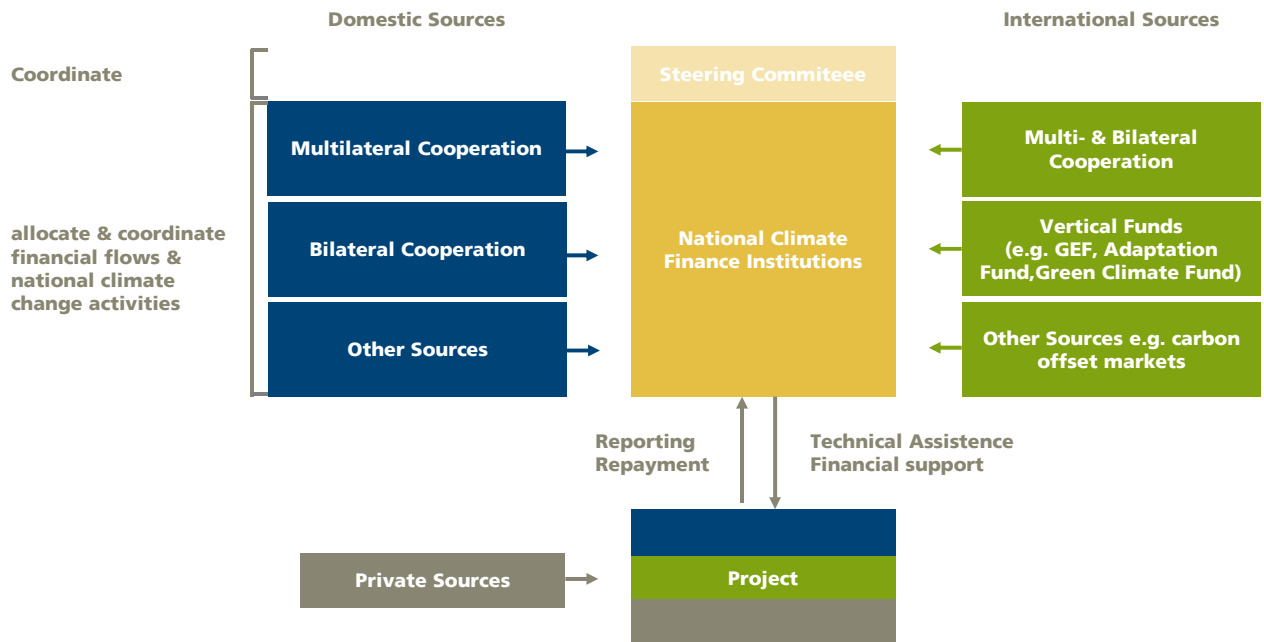 Domestic Sources
International Sources
Coordinate
Steering Commiteee
Multilateral Cooperation
Multi- & Bilateral
Cooperation
allocate & coordinate
financial flows &
national climate
change activities
Bilateral Cooperation
National Climate
Finance Institutions
Vertical Funds
(e.g. GEF, Adaptation
Fund,Green Climate Fund)
Other Sources
Other Sources e.g. carbon
offset markets
Reporting
Repayment
Technical Assistence
Financial support
Private Sources
Project